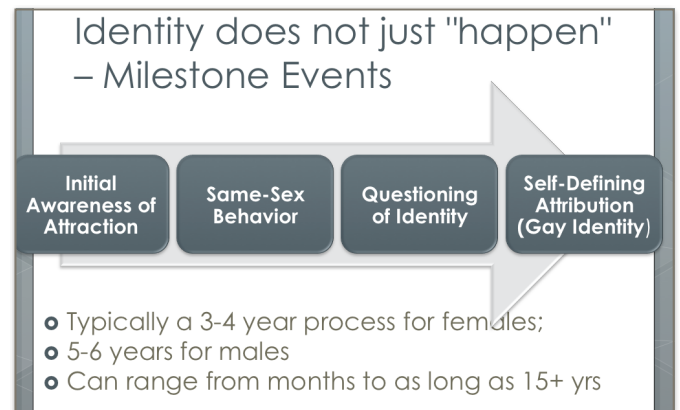 Identity does not just "happen"
– Milestone Events
Initial
Awareness of
Attraction
Same-Sex
Behavior
Questioning
of Identity
Self-Defining
Attribution
(Gay Identity)
Typically a 3-4 year process for females;
5-6 years for males
Can range from months to as long as 15+ yrs